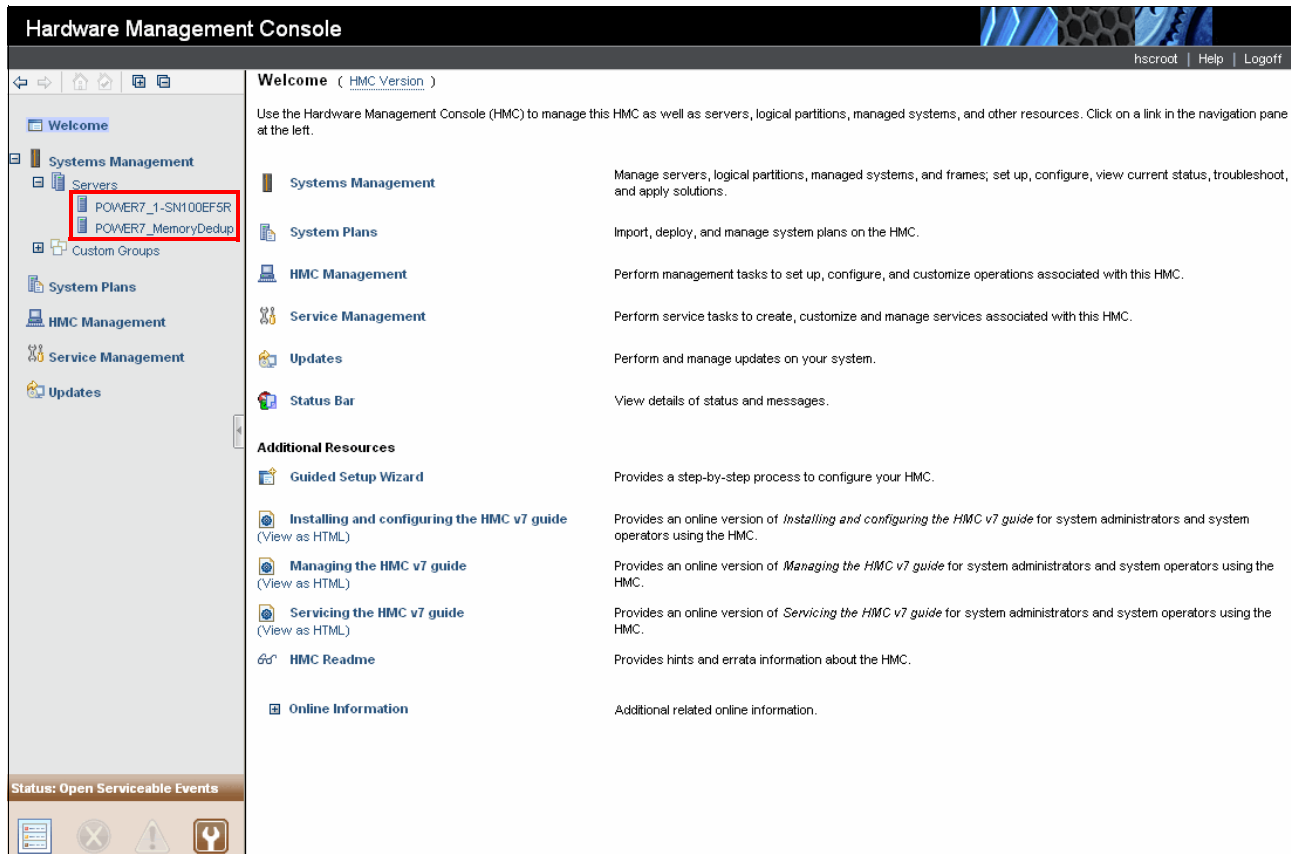 Hardware Management Console
hscroot | Help | Logoff
Welcome
Systems Management
Servers
POWER7_1-SN100EF5R
POWER7_MemoryDedup
Custom Groups
System Plans
HMC Management
Service Management
Updates
Status: Open Serviceable Events
Welcome ( HMC Version )
Use the Hardware Management Console (HMC) to manage this HMC as well as servers, logical partitions, managed systems, and other resources. Click on a link in the navigation pane
at the left.
Systems Management
Manage servers, logical partitions, managed systems, and frames; set up, configure, view current status, troubleshoot,
and apply solutions.
System Plans
Import, deploy, and manage system plans on the HMC.
HMC Management
Perform management tasks to set up, configure, and customize operations associated with this HMC.
Service Management
Perform service tasks to create, customize and manage services associated with this HMC.
Updates
Perform and manage updates on your system.
Status Bar
View details of status and messages.
Additional Resources
Guided Setup Wizard
Provides a step-by-step process to configure your HMC.
Installing and configuring the HMC v7 guide
(View as HTML)
Provides an online version of Installing and configuring the HMC v7 guide for system administrators and system
operators using the HMC.
Managing the HMC v7 guide
(View as HTML)
Provides an online version of Managing the HMC v7 guide for system administrators and system operators using the
HMC.
Servicing the HMC v7 guide
(View as HTML)
Provides an online version of Servicing the HMC v7 guide for system administrators and system operators using the
HMC.
HMC Readme
Provides hints and errata information about the HMC.
Online Information
Additional related online information.